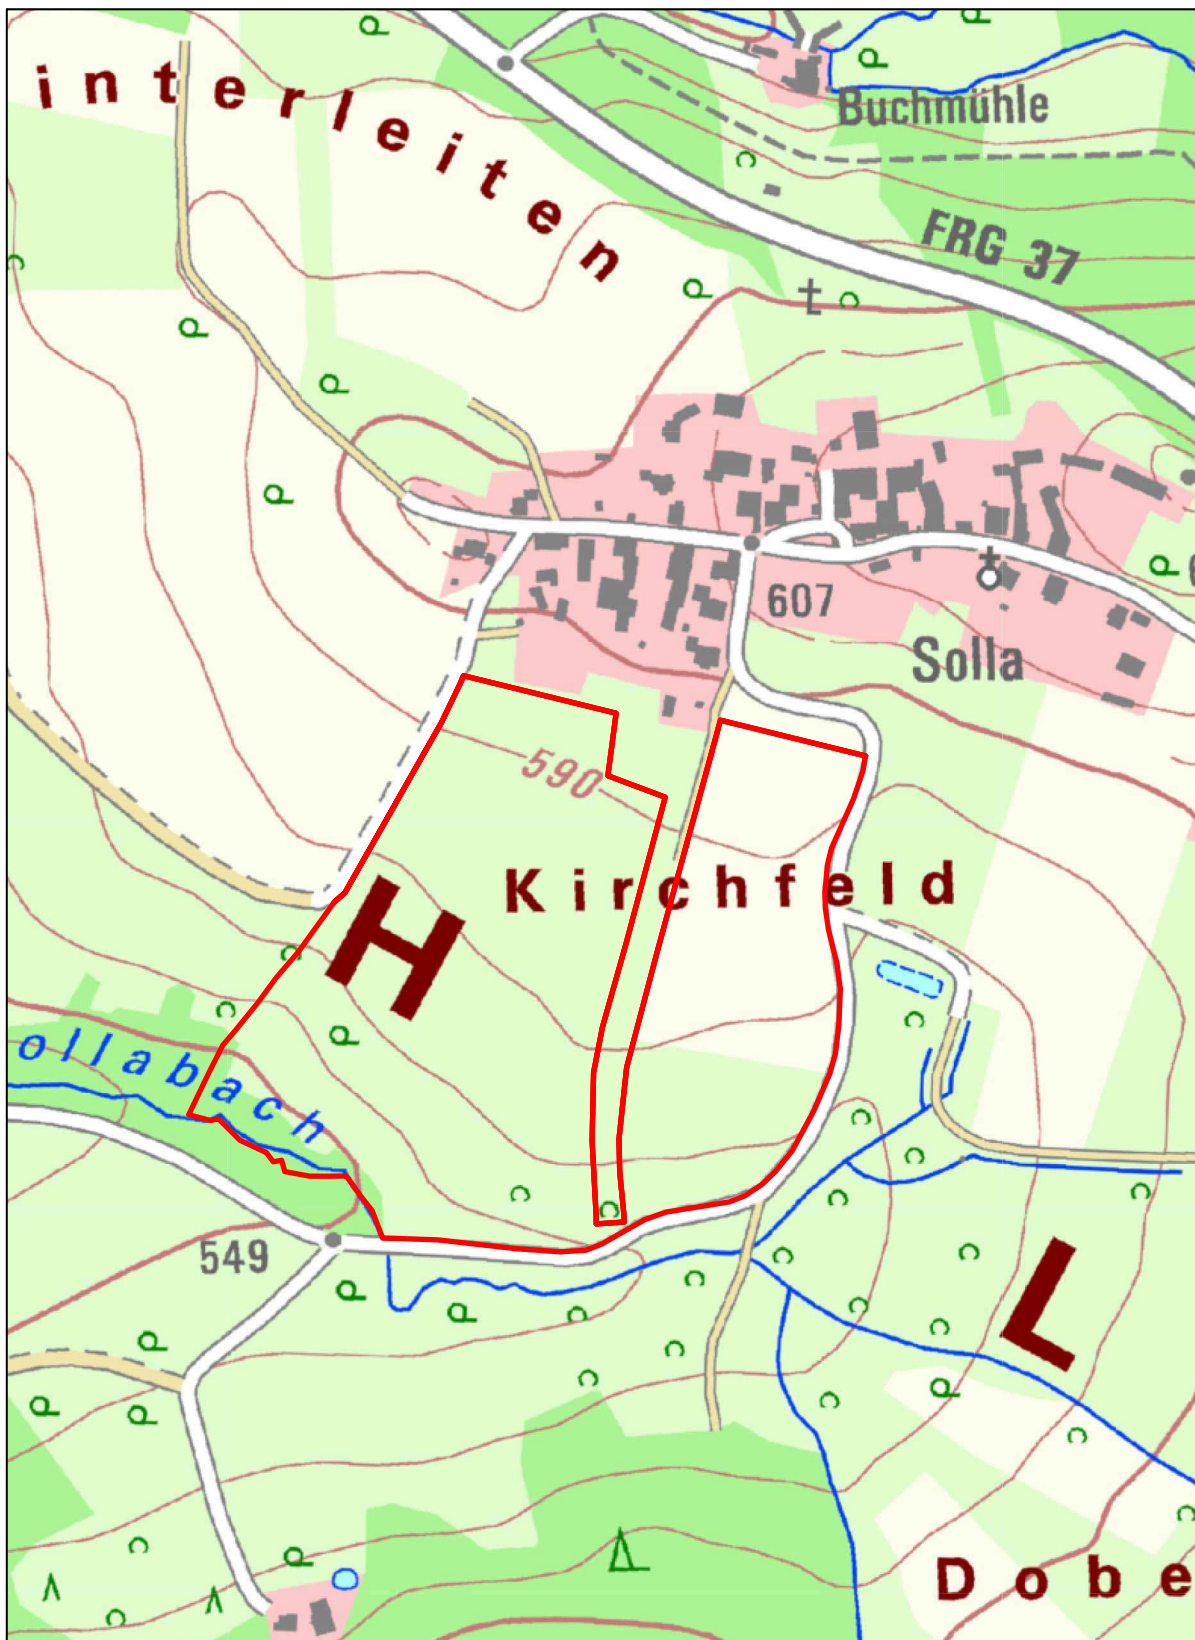 interleiten
Buchmühle
FRG 37
607
Solla
590
Kirchfeld
H
ollabach
549
L
Dobe